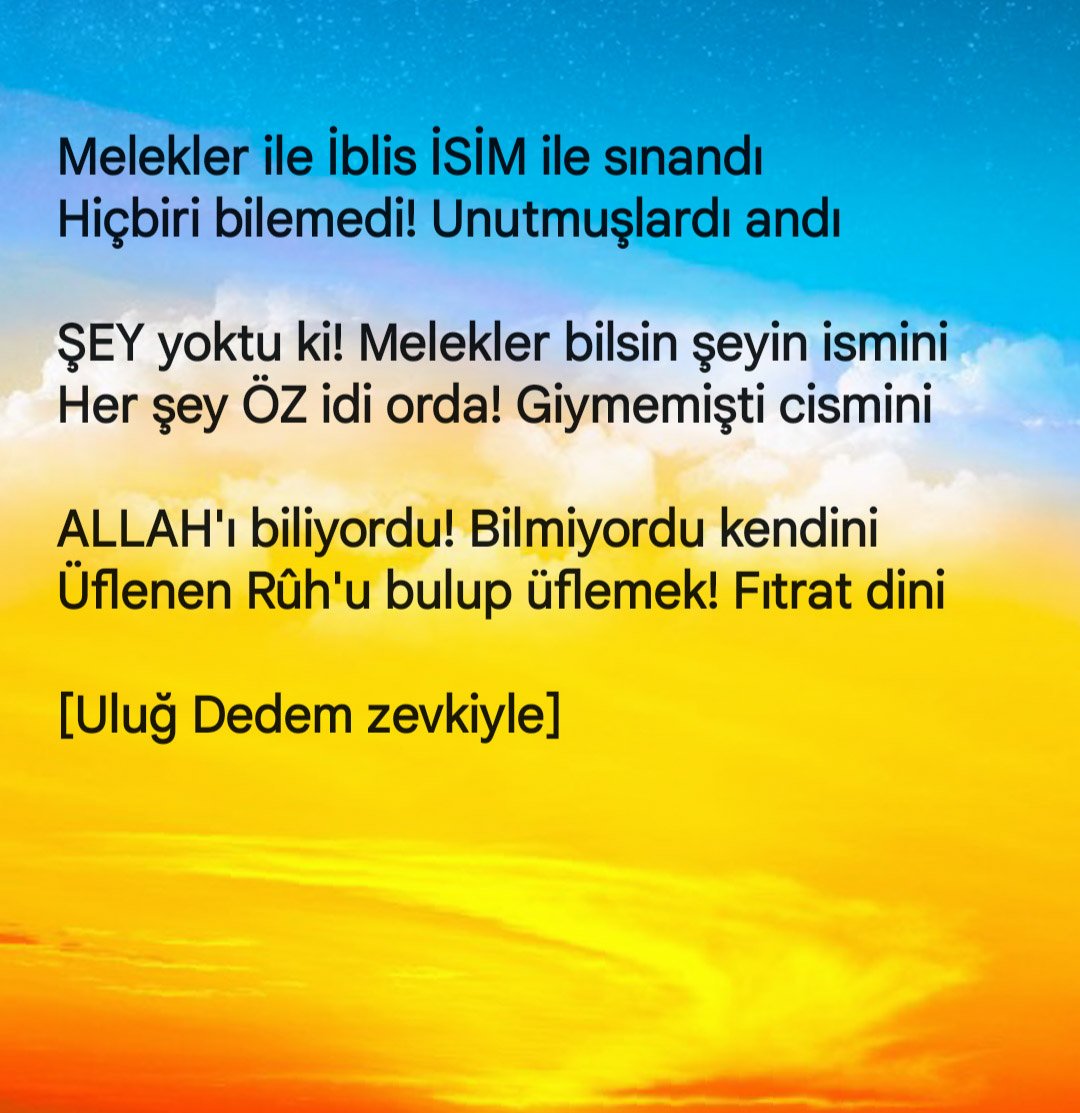 Melekler ile İblis İSİM ile sınandı
Hiçbiri bilemedi! Unutmuşlardı andı
ŞEY yoktu ki! Melekler bilsin şeyin ismini
Her şey ÖZ idi orda! Giymemişti cismini
ALLAH'ı biliyordu! Bilmiyordu kendini
Üflenen Rûh'u bulup üflemek! Fıtrat dini
[Uluğ Dedem zevkiyle]